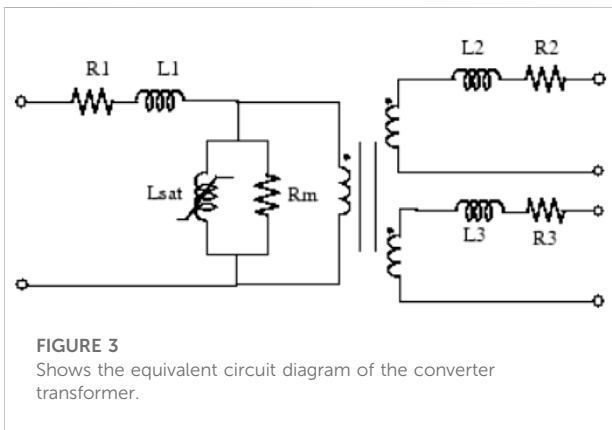 R1 L1
L2 R2
Lsat Rm
L3 R3
FIGURE 3
Shows the equivalent circuit diagram of the converter
transformer.